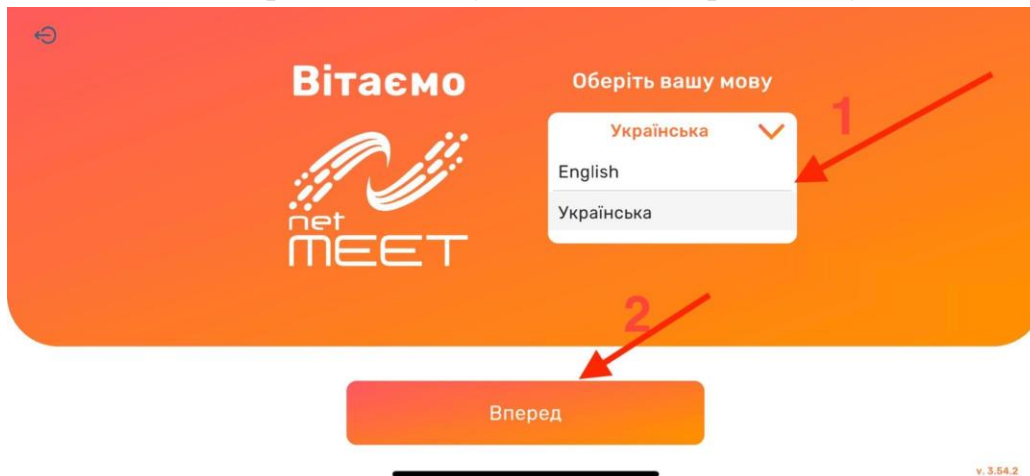 Вітаємо
net
MEET
Оберіть вашу мову
Українська
English
Українська
1
2
Вперед
v. 3.54.2